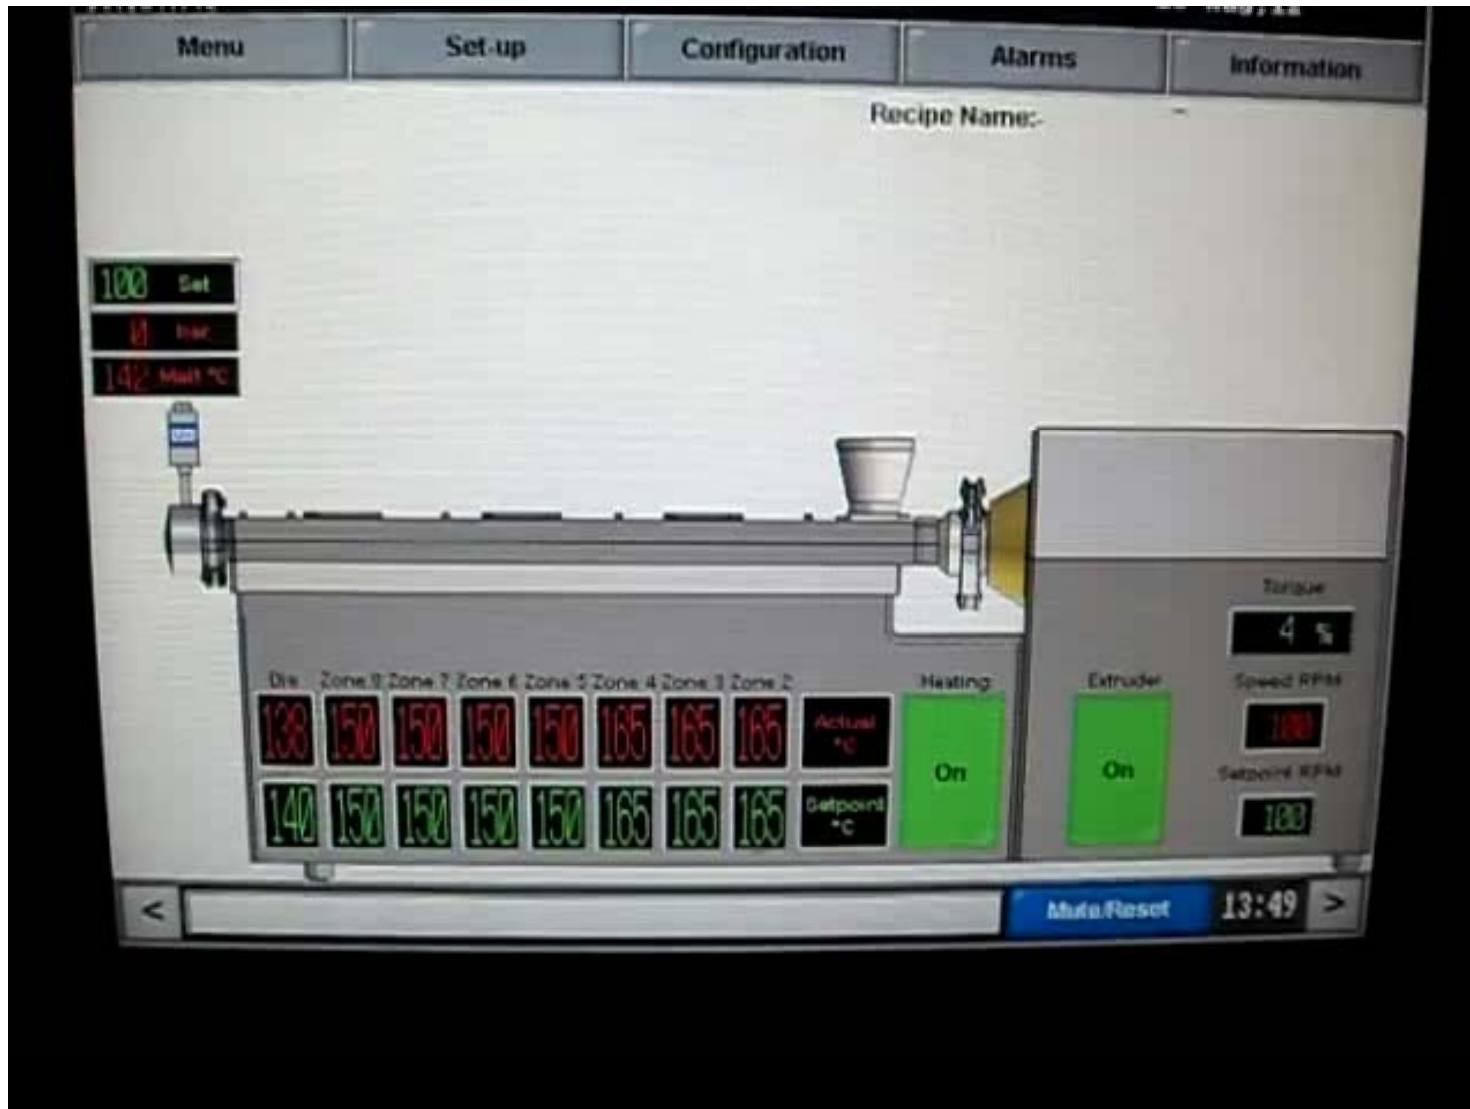 Menu Set-up Configuration Alarms Information
Recipe Name:- –
100 Set
0 bar
142 Melt °C
Torque
4 %
Die Zone 8 Zone 7 Zone 6 Zone 5 Zone 4 Zone 3 Zone 2 Heating Extruder Speed RPM
138 150 150 150 150 165 165 165 Actual °C 100
On On Setpoint RPM
140 150 150 150 150 165 165 165 Setpoint °C 100
< Mute/Reset 13:49 >